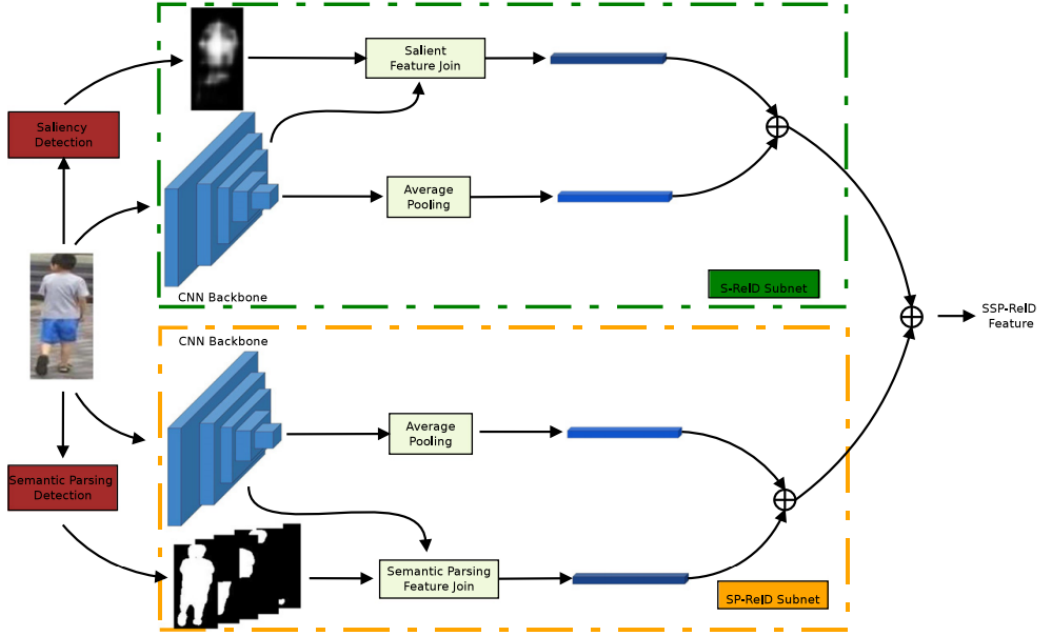 Salient
Feature Join
Saliency
Detection
Average
Pooling
CNN Backbone
S-ReID Subnet
SSP-ReID
Feature
CNN Backbone
Average
Pooling
Semantic Parsing
Detection
Semantic Parsing
Feature Join
SP-ReID Subnet